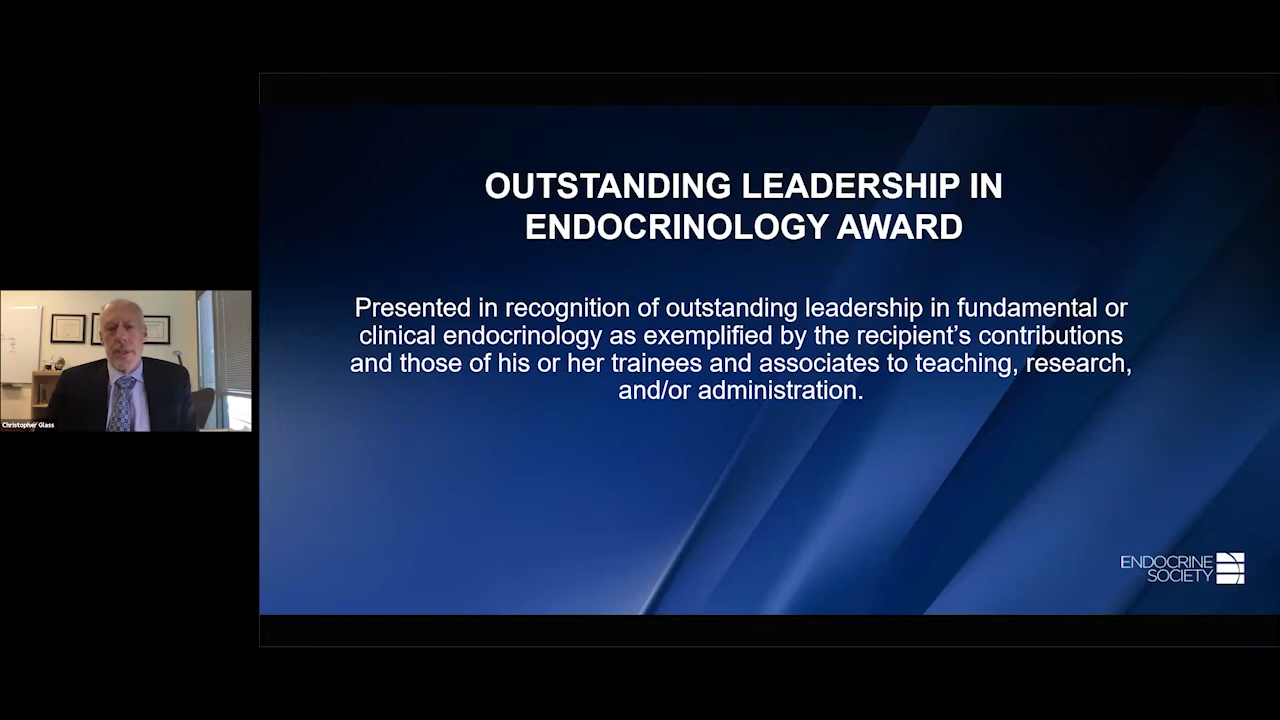 OUTSTANDING LEADERSHIP IN
ENDOCRINOLOGY AWARD
Presented in recognition of outstanding leadership in fundamental or
clinical endocrinology as exemplified by the recipient’s contributions
and those of his or her trainees and associates to teaching, research,
and/or administration.
Christopher Glass
ENDOCRINE
SOCIETY